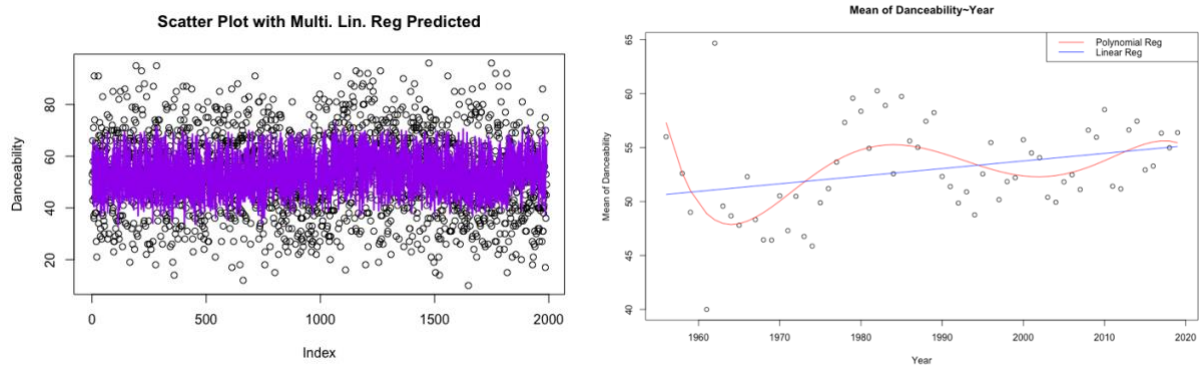 Scatter Plot with Multi. Lin. Reg Predicted
Danceability
80
60
40
20
0
500
1000
1500
2000
Index
Mean of Danceability~Year
Polynomial Reg
Linear Reg
Mean of Danceability
65
60
55
50
45
40
1960
1970
1980
1990
2000
2010
2020
Year